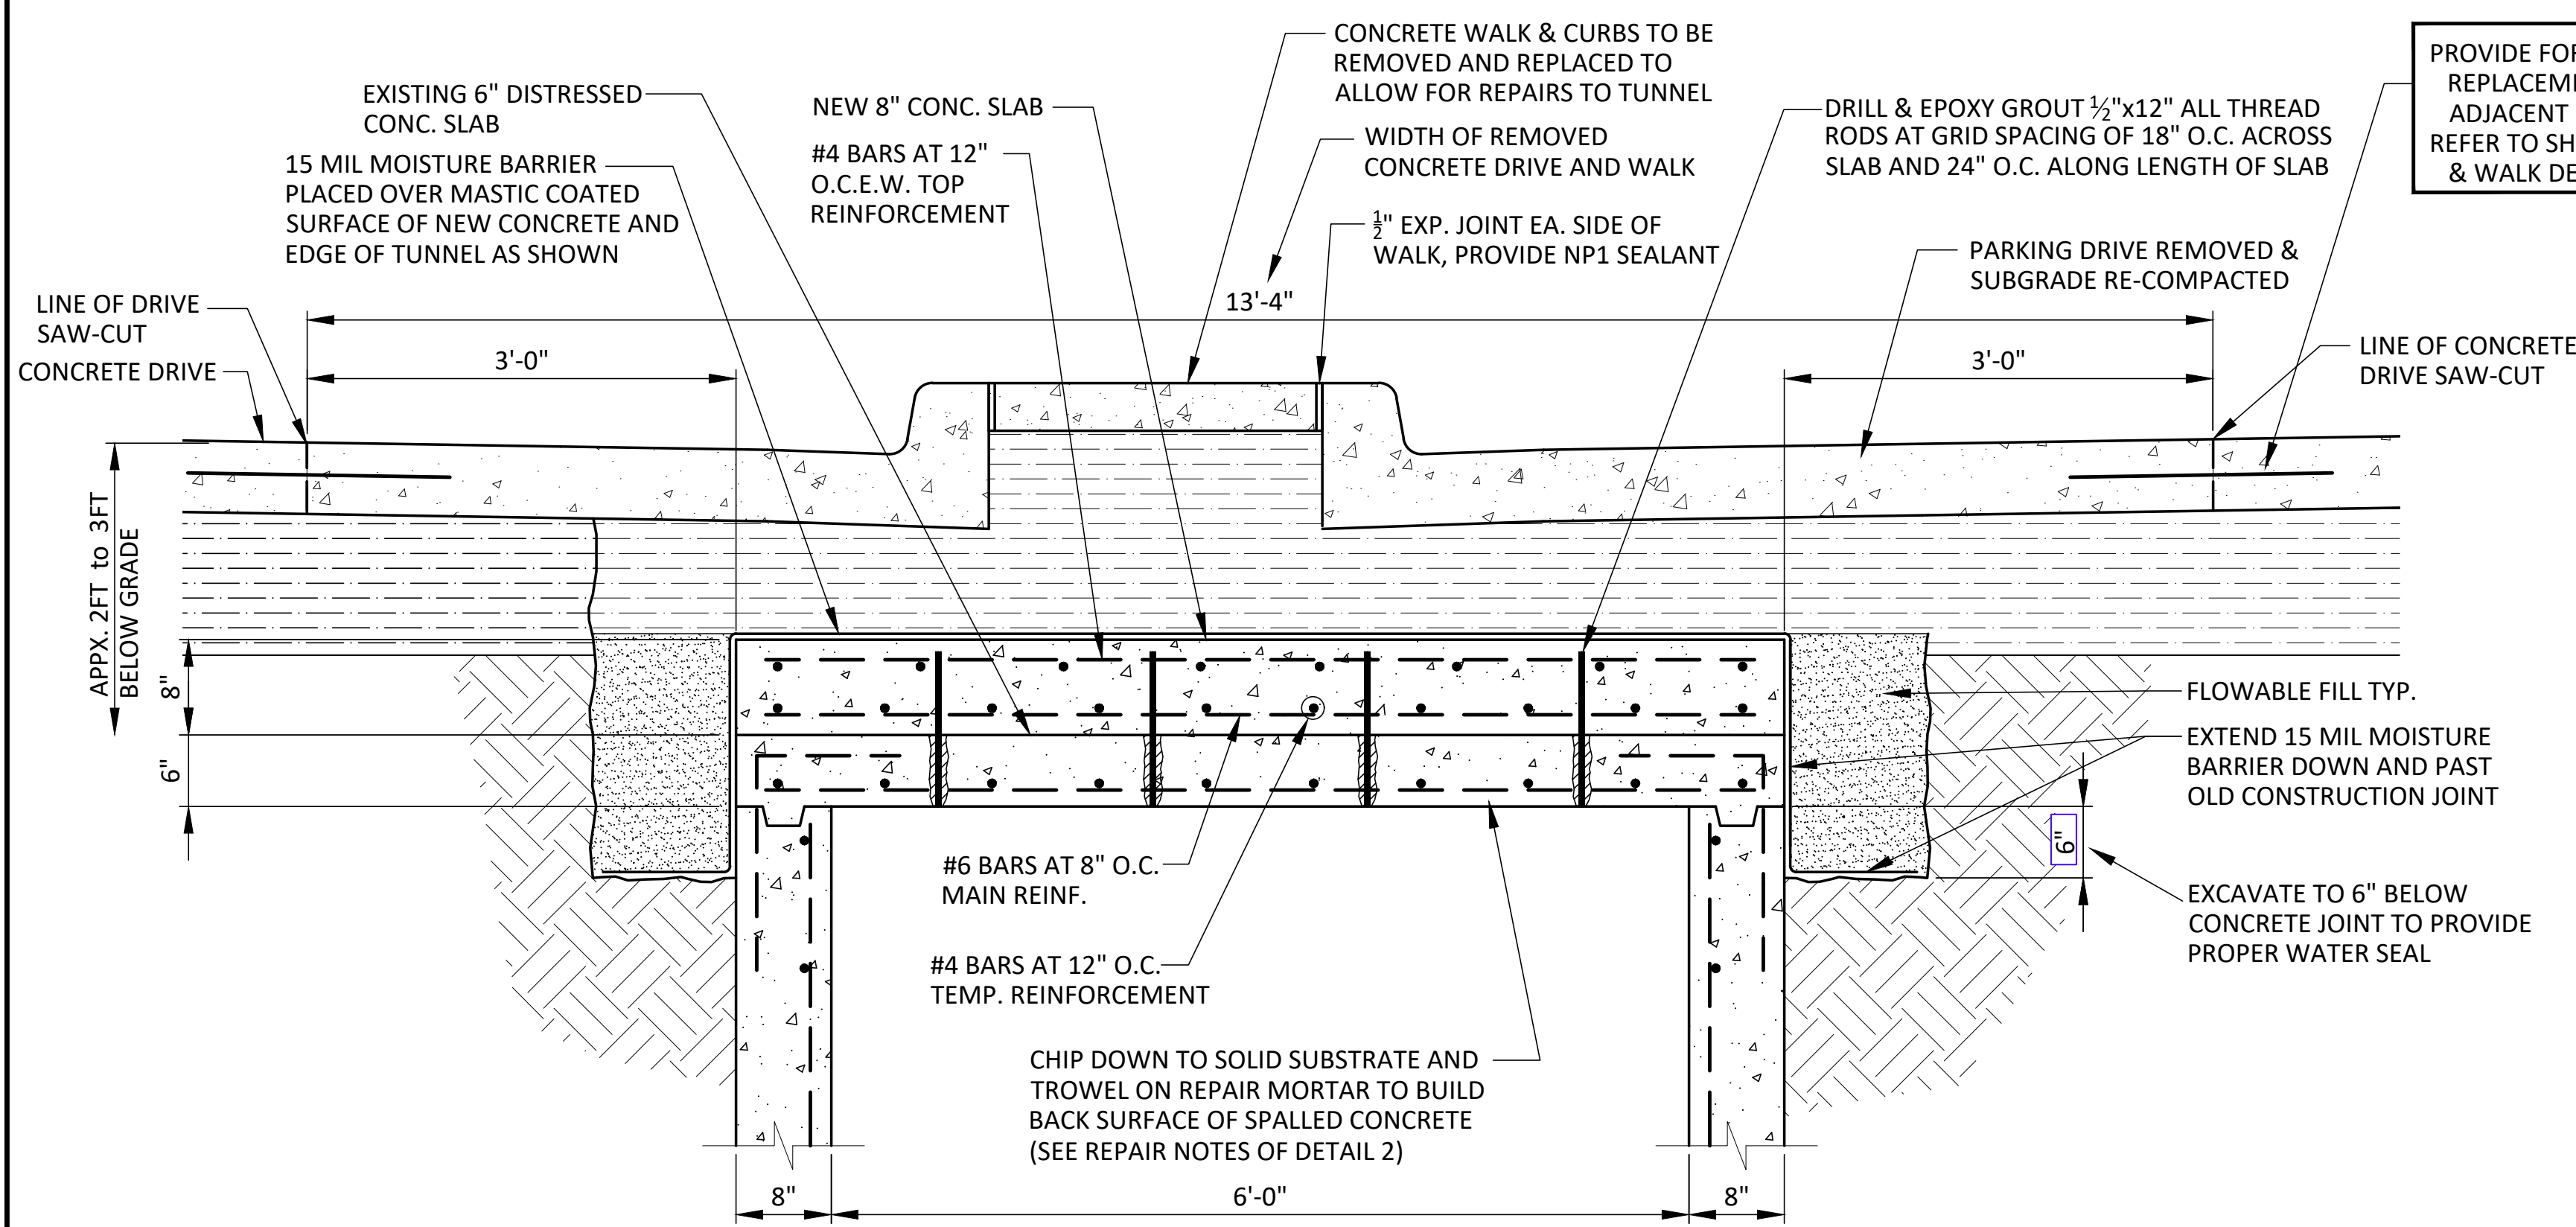 CONCRETE WALK & CURBS TO BE
REMOVED AND REPLACED TO
ALLOW FOR REPAIRS TO TUNNEL
PROVIDE FOR
REPLACEM
ADJACENT
REFER TO SH
& WALK DE
EXISTING 6" DISTRESSED
CONC. SLAB
NEW 8" CONC. SLAB
DRILL & EPOXY GROUT ½"x12" ALL THREAD
RODS AT GRID SPACING OF 18" O.C. ACROSS
SLAB AND 24" O.C. ALONG LENGTH OF SLAB
WIDTH OF REMOVED
CONCRETE DRIVE AND WALK
15 MIL MOISTURE BARRIER
PLACED OVER MASTIC COATED
SURFACE OF NEW CONCRETE AND
EDGE OF TUNNEL AS SHOWN
#4 BARS AT 12"
O.C.E.W. TOP
REINFORCEMENT
½" EXP. JOINT EA. SIDE OF
WALK, PROVIDE NP1 SEALANT
PARKING DRIVE REMOVED &
SUBGRADE RE-COMPACTED
LINE OF DRIVE
SAW-CUT
13'-4"
CONCRETE DRIVE
3'-0"
3'-0"
LINE OF CONCRETE
DRIVE SAW-CUT
APPX. 2FT to 3FT
BELOW GRADE
8"
6"
FLOWABLE FILL TYP.
EXTEND 15 MIL MOISTURE
BARRIER DOWN AND PAST
OLD CONSTRUCTION JOINT
6"
EXCAVATE TO 6" BELOW
CONCRETE JOINT TO PROVIDE
PROPER WATER SEAL
#6 BARS AT 8" O.C.
MAIN REINF.
#4 BARS AT 12" O.C.
TEMP. REINFORCEMENT
CHIP DOWN TO SOLID SUBSTRATE AND
TROWEL ON REPAIR MORTAR TO BUILD
BACK SURFACE OF SPALLED CONCRETE
(SEE REPAIR NOTES OF DETAIL 2)
8"
6'-0"
8"